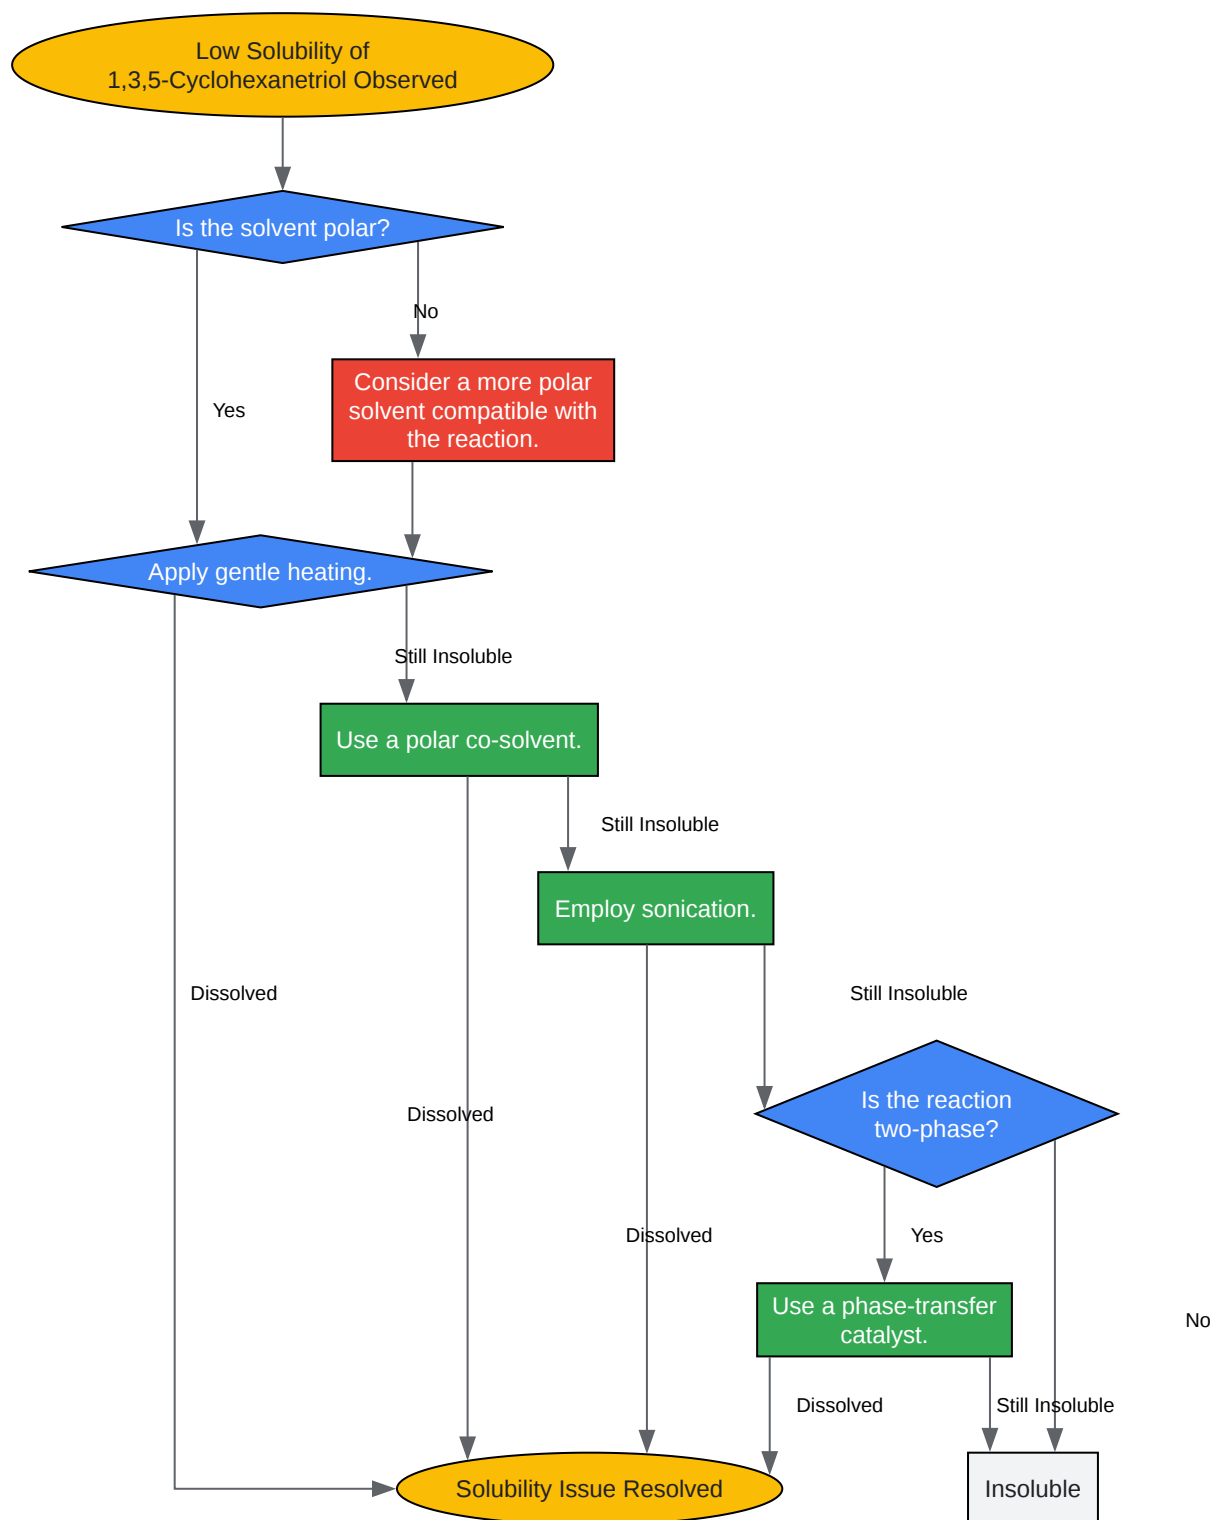 Low Solubility of
1,3,5-Cyclohexanetriol Observed
Is the solvent polar?
No
Consider a more polar
solvent compatible with
the reaction.
Yes
Apply gentle heating.
Still Insoluble
Use a polar co-solvent.
Still Insoluble
Employ sonication.
Dissolved
Still Insoluble
Is the reaction
two-phase?
Dissolved
Dissolved
Yes
Use a phase-transfer
catalyst.
No
Dissolved
Still Insoluble
Solubility Issue Resolved
Insoluble